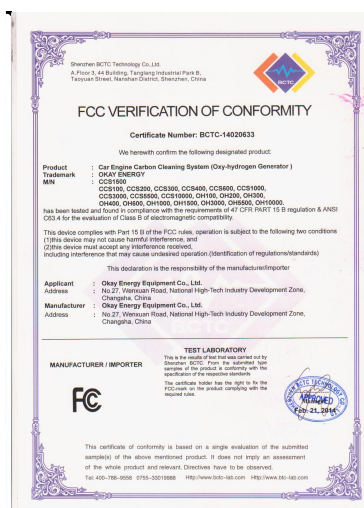 Shenzhen BCTC Technology Co.,Ltd.
A,Floor 3, 44 Building, Tanglang Industrial Park B,
Taoyuan Street, Nanshan District, Shenzhen, China
BCTC
FCC VERIFICATION OF CONFORMITY
Certificate Number: BCTC-14020633
We herewith confirm the following designated product:
Product : Car Engine Carbon Cleaning System (Oxy-hydrogen Generator )
Trademark : OKAY ENERGY
M/N : CCS1500
CCS100, CCS200, CCS300, CCS400, CCS600, CCS1000,
CCS3000, CCS5500, CCS10000, OH100, OH200, OH300,
OH400, OH600, OH1000, OH1500, OH3000, OH5500, OH10000.
has been tested and found in compliance with the requirements of 47 CFR PART 15 B regulation & ANSI
C63.4 for the evaluation of Class B of electromagnetic compatibility.
This device complies with Part 15 B of the FCC rules, operation is subject to the following two conditions
(1)this device may not cause harmful interference, and
(2)this device must accept any interference received,
including interference that may cause undesired operation.(Identification of regulations/standards)
This declaration is the responsibility of the manufacturer/importer
Applicant : Okay Energy Equipment Co., Ltd.
Address : No.27, Wenxuan Road, National High-Tech Industry Development Zone,
Changsha, China
Manufacturer : Okay Energy Equipment Co., Ltd.
Address : No.27, Wenxuan Road, National High-Tech Industry Development Zone,
Changsha, China
BCTC
MANUFACTURER / IMPORTER
FC
TEST LABORATORY
This is the results of test that was carried out by
Shenzhen BCTC. From the submitted type
samples of the product is conformity with the
specification of the respective standards
The certificate holder has the right to fix the
FCC-mark on the product complying with the
required rules.
SHENZHEN BCTC TECHNOLOGY CO
APPROVED
Manager
Feb. 21, 2014
This certificate of conformity is based on a single evaluation of the submitted
sample(s) of the above mentioned product. It does not imply an assessment
of the whole product and relevant. Directives have to be observed.
Tel: 400-788-9558 0755-33019988 Http://www.bctc-lab.com Http://www.btc-lab.com